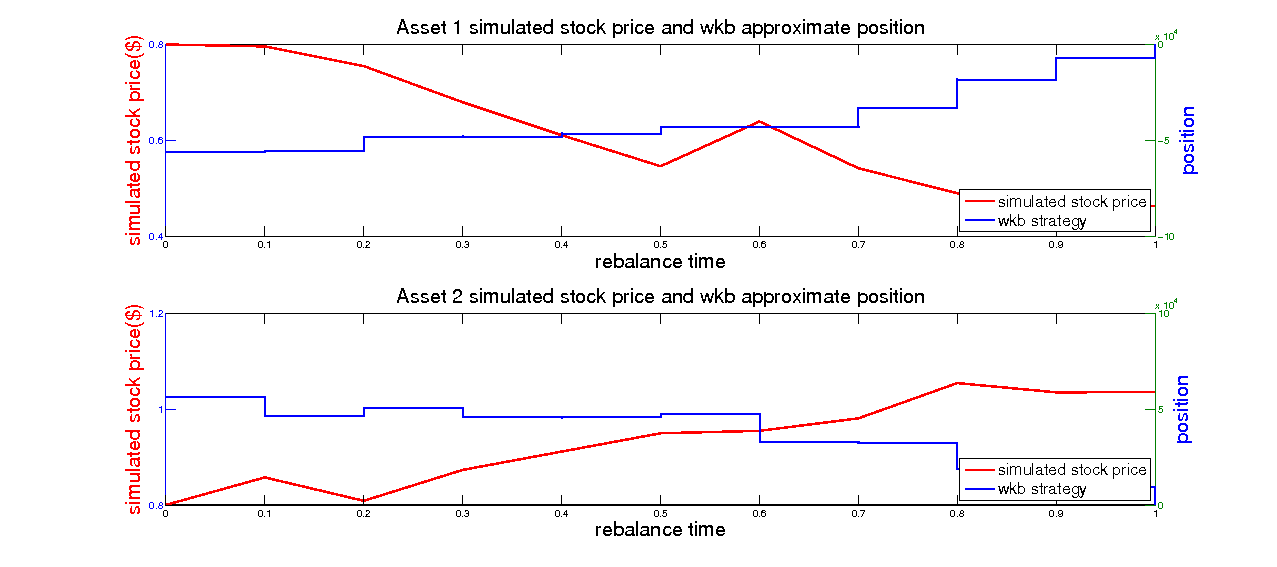 Asset 1 simulated stock price and wkb approximate position
x 10^4
0.8
0
simulated stock price($)
0.6
−5
position
simulated stock price
wkb strategy
0.4
−10
0 0.1 0.2 0.3 0.4 0.5 0.6 0.7 0.8 0.9 1
rebalance time
Asset 2 simulated stock price and wkb approximate position
x 10^4
1.2
10
simulated stock price($)
1
5
position
simulated stock price
wkb strategy
0.8
0
0 0.1 0.2 0.3 0.4 0.5 0.6 0.7 0.8 0.9 1
rebalance time